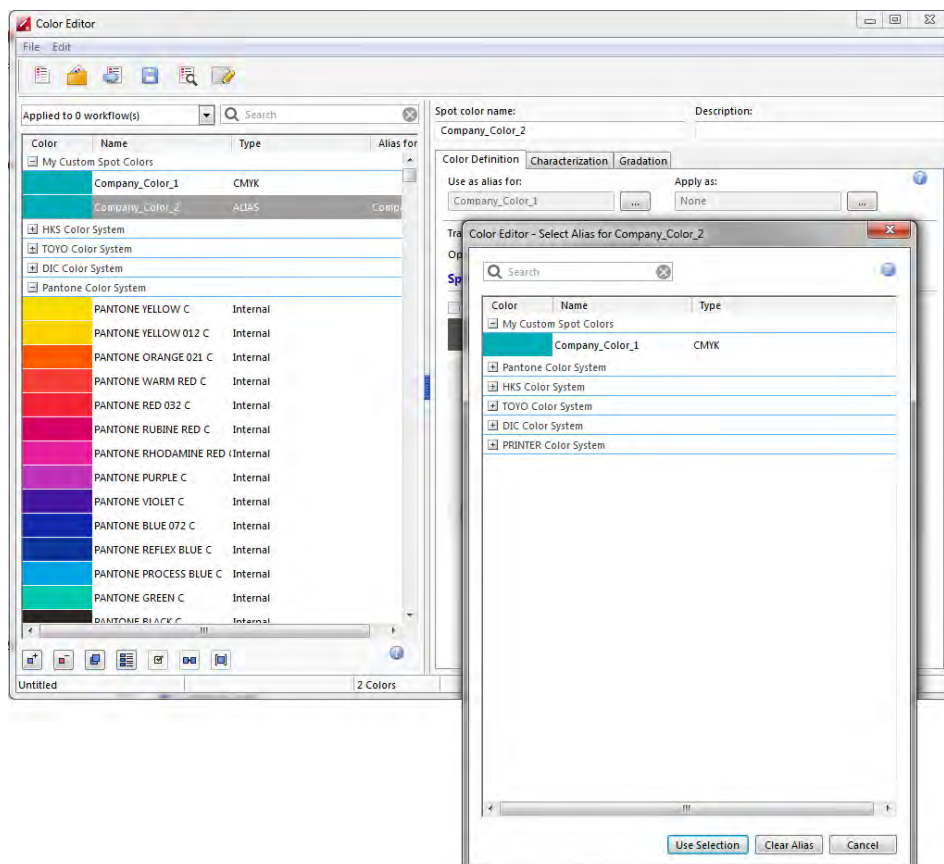 Color Editor
File Edit
Applied to 0 workflow(s) Search
Color Name Type Alias for
My Custom Spot Colors
Company_Color_1 CMYK
Company_Color_2 ALIAS
HKS Color System
TOYO Color System
DIC Color System
Pantone Color System
PANTONE YELLOW C Internal
PANTONE YELLOW 012 C Internal
PANTONE ORANGE 021 C Internal
PANTONE WARM RED C Internal
PANTONE RED 032 C Internal
PANTONE RUBINE RED C Internal
PANTONE RHODAMINE RED Internal
PANTONE PURPLE C Internal
PANTONE VIOLET C Internal
PANTONE BLUE 072 C Internal
PANTONE REFLEX BLUE C Internal
PANTONE PROCESS BLUE C Internal
PANTONE GREEN C Internal
PANTONE BLACK C Internal
Untitled 2 Colors
Spot color name: Description:
Company_Color_2
Color Definition Characterization Gradation
Use as alias for: Apply as:
Company_Color_1 ... None ...
Color Editor - Select Alias for Company_Color_2
Search
Color Name Type
My Custom Spot Colors
Company_Color_1 CMYK
Pantone Color System
HKS Color System
TOYO Color System
DIC Color System
PRINTER Color System
Use Selection Clear Alias Cancel